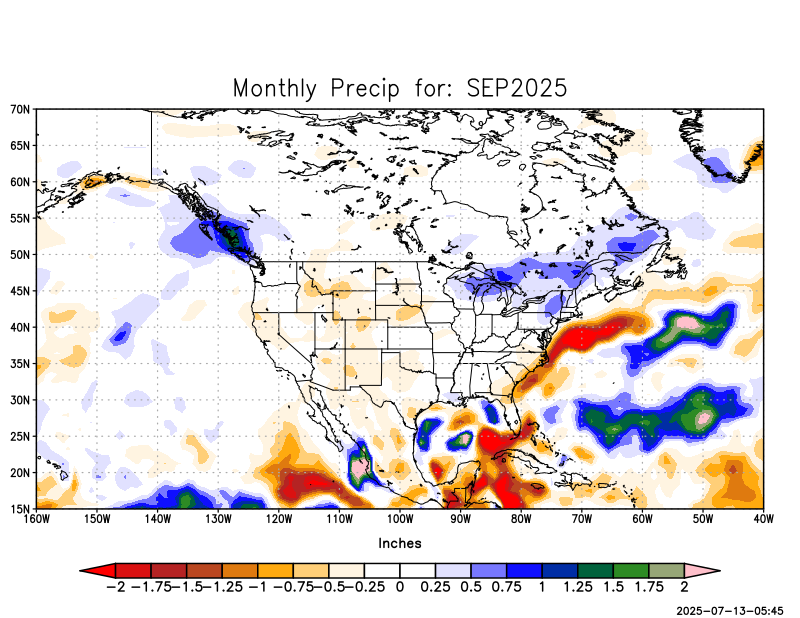 Monthly Precip for: SEP2025
70N
65N
60N
55N
50N
45N
40N
35N
30N
25N
20N
15N
160W 150W 140W 130W 120W 110W 100W 90W 80W 70W 60W 50W 40W
Inches
-2 -1.75 -1.5 -1.25 -1 -0.75 -0.5 -0.25 0 0.25 0.5 0.75 1 1.25 1.5 1.75 2
2025-07-13-05:45